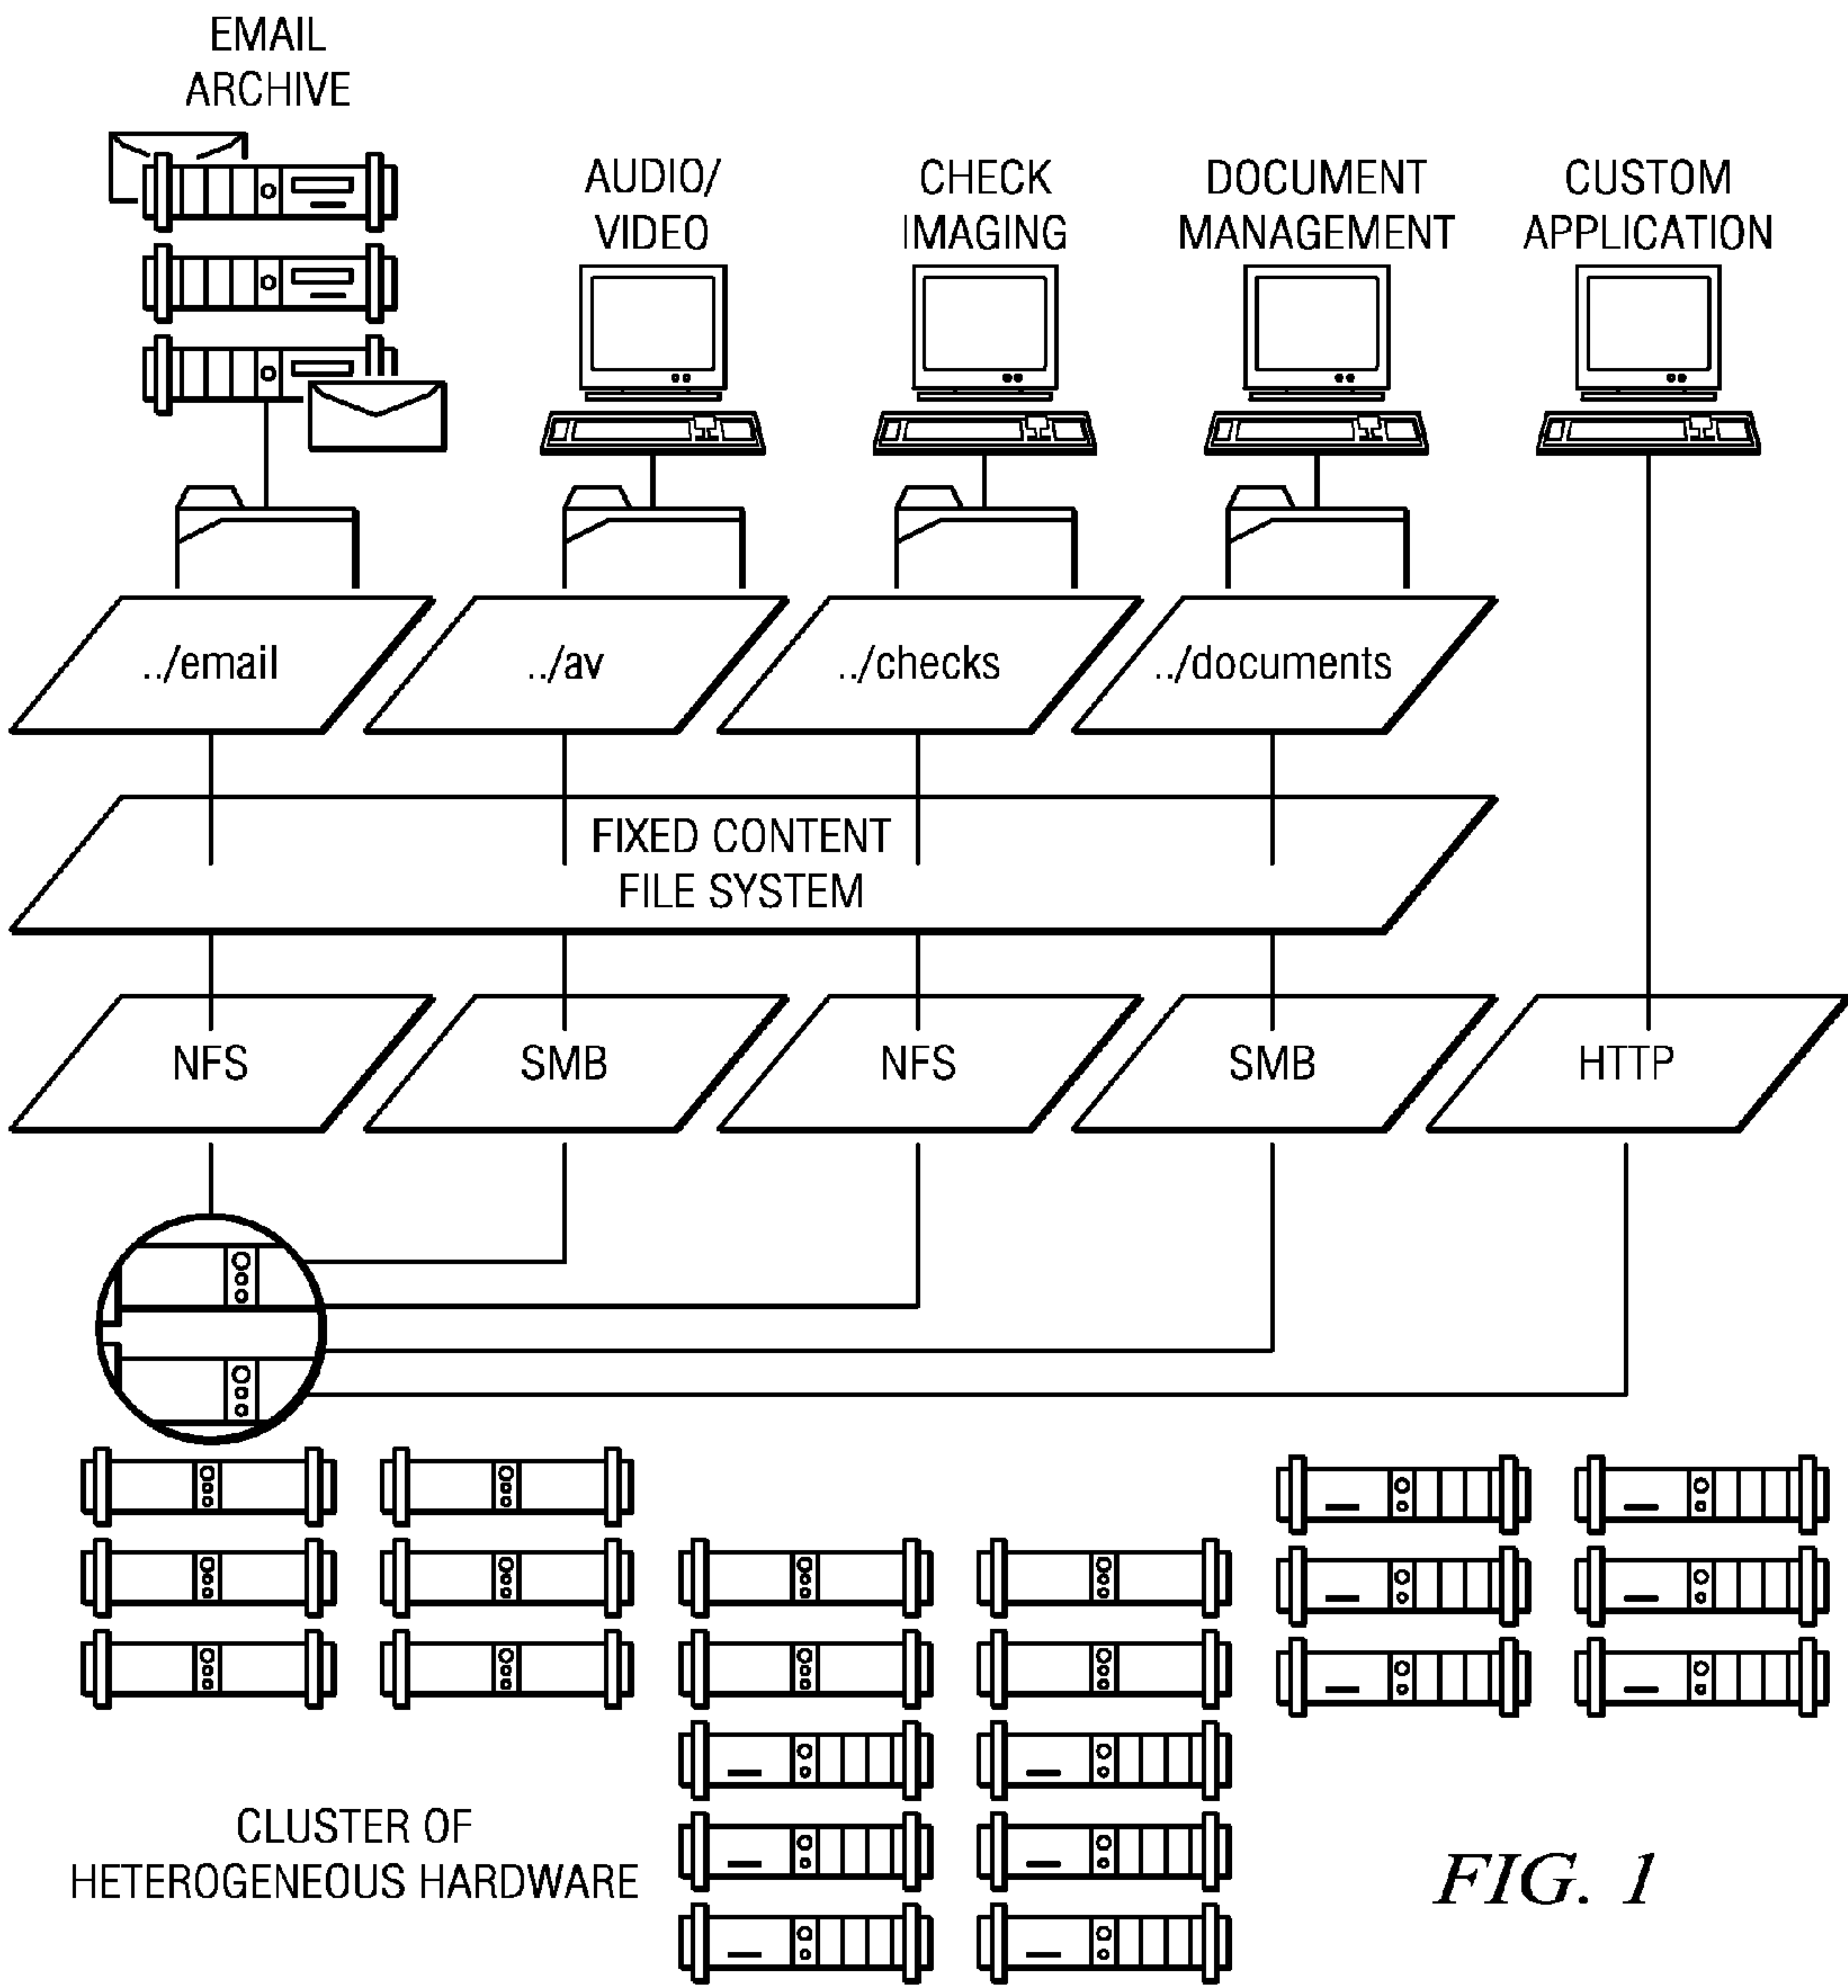 EMAIL
ARCHIVE
AUDIO/
VIDEO
CHECK
IMAGING
DOCUMENT
MANAGEMENT
CUSTOM
APPLICATION
../email
../av
../checks
../documents
FIXED CONTENT
FILE SYSTEM
NFS
SMB
NFS
SMB
HTTP
CLUSTER OF
HETEROGENEOUS HARDWARE
FIG. 1